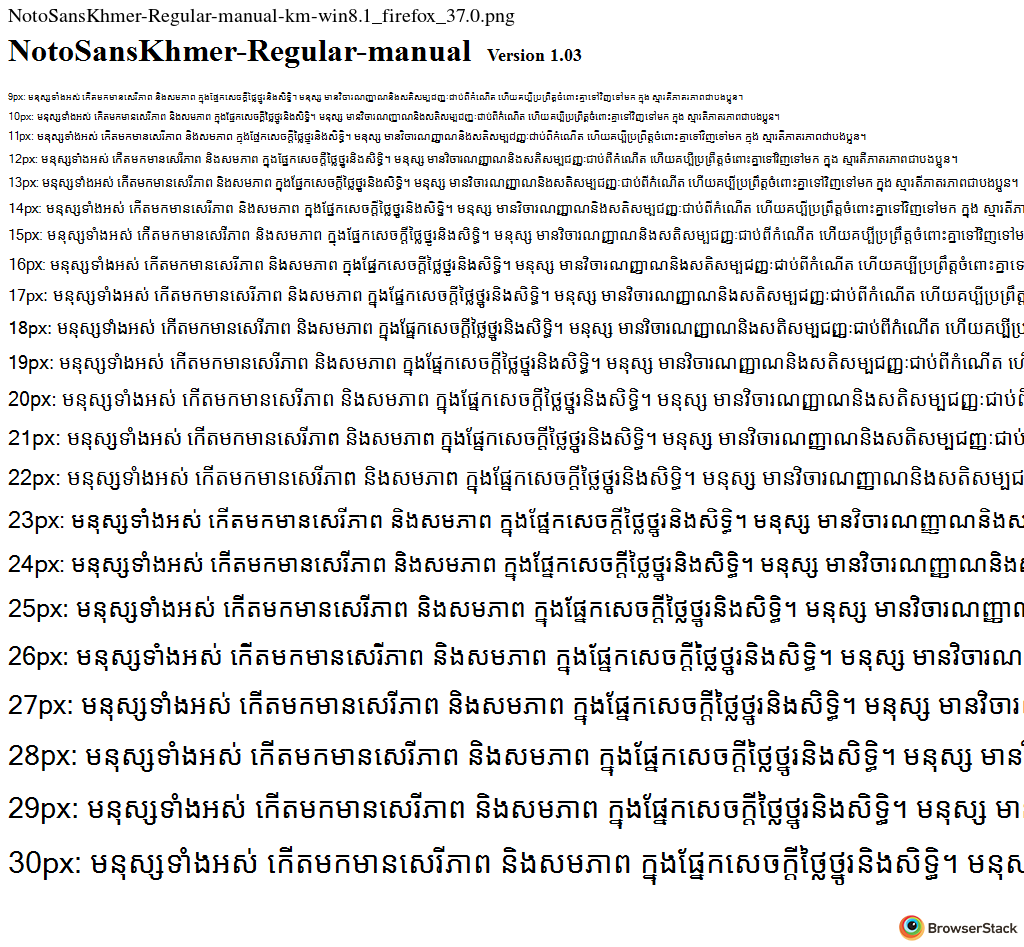 NotoSansKhmer-Regular-manual-km-win8.1_firefox_37.0.png
NotoSansKhmer-Regular-manual Version 1.03
9px: មនុស្សទាំងអស់ កើតមកមានសេរីភាព និងសមភាព ក្នុងផ្នែកសេចក្ដីថ្លៃថ្នូរនិងសិទ្ធិ។ មនុស្ស មានវិចារណញ្ញាណនិងសតិសម្បជញ្ញៈជាប់ពីកំណើត ហើយគប្បីប្រព្រឹត្តចំពោះគ្នាទៅវិញទៅមក ក្នុង ស្មារតីភាតរភាពជាបងប្អូន។
10px: មនុស្សទាំងអស់ កើតមកមានសេរីភាព និងសមភាព ក្នុងផ្នែកសេចក្ដីថ្លៃថ្នូរនិងសិទ្ធិ។ មនុស្ស មានវិចារណញ្ញាណនិងសតិសម្បជញ្ញៈជាប់ពីកំណើត ហើយគប្បីប្រព្រឹត្តចំពោះគ្នាទៅវិញទៅមក ក្នុង ស្មារតីភាតរភាពជាបងប្អូន។
11px: មនុស្សទាំងអស់ កើតមកមានសេរីភាព និងសមភាព ក្នុងផ្នែកសេចក្ដីថ្លៃថ្នូរនិងសិទ្ធិ។ មនុស្ស មានវិចារណញ្ញាណនិងសតិសម្បជញ្ញៈជាប់ពីកំណើត ហើយគប្បីប្រព្រឹត្តចំពោះគ្នាទៅវិញទៅមក ក្នុង ស្មារតីភាតរភាពជាបងប្អូន។
12px: មនុស្សទាំងអស់ កើតមកមានសេរីភាព និងសមភាព ក្នុងផ្នែកសេចក្ដីថ្លៃថ្នូរនិងសិទ្ធិ។ មនុស្ស មានវិចារណញ្ញាណនិងសតិសម្បជញ្ញៈជាប់ពីកំណើត ហើយគប្បីប្រព្រឹត្តចំពោះគ្នាទៅវិញទៅមក ក្នុង ស្មារតីភាតរភាពជាបងប្អូន។
13px: មនុស្សទាំងអស់ កើតមកមានសេរីភាព និងសមភាព ក្នុងផ្នែកសេចក្ដីថ្លៃថ្នូរនិងសិទ្ធិ។ មនុស្ស មានវិចារណញ្ញាណនិងសតិសម្បជញ្ញៈជាប់ពីកំណើត ហើយគប្បីប្រព្រឹត្តចំពោះគ្នាទៅវិញទៅមក ក្នុង ស្មារតីភាតរភាពជាបងប្អូន។
14px: មនុស្សទាំងអស់ កើតមកមានសេរីភាព និងសមភាព ក្នុងផ្នែកសេចក្ដីថ្លៃថ្នូរនិងសិទ្ធិ។ មនុស្ស មានវិចារណញ្ញាណនិងសតិសម្បជញ្ញៈជាប់ពីកំណើត ហើយគប្បីប្រព្រឹត្តចំពោះគ្នាទៅវិញទៅមក ក្នុង ស្មារតីភា
15px: មនុស្សទាំងអស់ កើតមកមានសេរីភាព និងសមភាព ក្នុងផ្នែកសេចក្ដីថ្លៃថ្នូរនិងសិទ្ធិ។ មនុស្ស មានវិចារណញ្ញាណនិងសតិសម្បជញ្ញៈជាប់ពីកំណើត ហើយគប្បីប្រព្រឹត្តចំពោះគ្នាទៅវិញទៅម
16px: មនុស្សទាំងអស់ កើតមកមានសេរីភាព និងសមភាព ក្នុងផ្នែកសេចក្ដីថ្លៃថ្នូរនិងសិទ្ធិ។ មនុស្ស មានវិចារណញ្ញាណនិងសតិសម្បជញ្ញៈជាប់ពីកំណើត ហើយគប្បីប្រព្រឹត្តចំពោះគ្នា
17px: មនុស្សទាំងអស់ កើតមកមានសេរីភាព និងសមភាព ក្នុងផ្នែកសេចក្ដីថ្លៃថ្នូរនិងសិទ្ធិ។ មនុស្ស មានវិចារណញ្ញាណនិងសតិសម្បជញ្ញៈជាប់ពីកំណើត ហើយគប្បីប្រព្រឹត្ត
18px: មនុស្សទាំងអស់ កើតមកមានសេរីភាព និងសមភាព ក្នុងផ្នែកសេចក្ដីថ្លៃថ្នូរនិងសិទ្ធិ។ មនុស្ស មានវិចារណញ្ញាណនិងសតិសម្បជញ្ញៈជាប់ពីកំណើត ហើយគប្បីប្រ
19px: មនុស្សទាំងអស់ កើតមកមានសេរីភាព និងសមភាព ក្នុងផ្នែកសេចក្ដីថ្លៃថ្នូរនិងសិទ្ធិ។ មនុស្ស មានវិចារណញ្ញាណនិងសតិសម្បជញ្ញៈជាប់ពីកំណើត ហើ
20px: មនុស្សទាំងអស់ កើតមកមានសេរីភាព និងសមភាព ក្នុងផ្នែកសេចក្ដីថ្លៃថ្នូរនិងសិទ្ធិ។ មនុស្ស មានវិចារណញ្ញាណនិងសតិសម្បជញ្ញៈជាប់ពី
21px: មនុស្សទាំងអស់ កើតមកមានសេរីភាព និងសមភាព ក្នុងផ្នែកសេចក្ដីថ្លៃថ្នូរនិងសិទ្ធិ។ មនុស្ស មានវិចារណញ្ញាណនិងសតិសម្បជញ្ញៈជាប់
22px: មនុស្សទាំងអស់ កើតមកមានសេរីភាព និងសមភាព ក្នុងផ្នែកសេចក្ដីថ្លៃថ្នូរនិងសិទ្ធិ។ មនុស្ស មានវិចារណញ្ញាណនិងសតិសម្បជ
23px: មនុស្សទាំងអស់ កើតមកមានសេរីភាព និងសមភាព ក្នុងផ្នែកសេចក្ដីថ្លៃថ្នូរនិងសិទ្ធិ។ មនុស្ស មានវិចារណញ្ញាណនិងស
24px: មនុស្សទាំងអស់ កើតមកមានសេរីភាព និងសមភាព ក្នុងផ្នែកសេចក្ដីថ្លៃថ្នូរនិងសិទ្ធិ។ មនុស្ស មានវិចារណញ្ញាណនិងស
25px: មនុស្សទាំងអស់ កើតមកមានសេរីភាព និងសមភាព ក្នុងផ្នែកសេចក្ដីថ្លៃថ្នូរនិងសិទ្ធិ។ មនុស្ស មានវិចារណញ្ញាណ
26px: មនុស្សទាំងអស់ កើតមកមានសេរីភាព និងសមភាព ក្នុងផ្នែកសេចក្ដីថ្លៃថ្នូរនិងសិទ្ធិ។ មនុស្ស មានវិចារណ
27px: មនុស្សទាំងអស់ កើតមកមានសេរីភាព និងសមភាព ក្នុងផ្នែកសេចក្ដីថ្លៃថ្នូរនិងសិទ្ធិ។ មនុស្ស មានវិចារ
28px: មនុស្សទាំងអស់ កើតមកមានសេរីភាព និងសមភាព ក្នុងផ្នែកសេចក្ដីថ្លៃថ្នូរនិងសិទ្ធិ។ មនុស្ស មាន
29px: មនុស្សទាំងអស់ កើតមកមានសេរីភាព និងសមភាព ក្នុងផ្នែកសេចក្ដីថ្លៃថ្នូរនិងសិទ្ធិ។ មនុស្ស មា
30px: មនុស្សទាំងអស់ កើតមកមានសេរីភាព និងសមភាព ក្នុងផ្នែកសេចក្ដីថ្លៃថ្នូរនិងសិទ្ធិ។ មនុស
BrowserStack